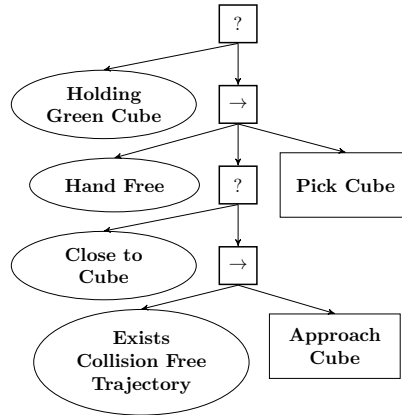 ?
Holding
Green Cube
→
Hand Free
?
Pick Cube
Close to
Cube
→
Exists
Collision Free
Trajectory
Approach
Cube